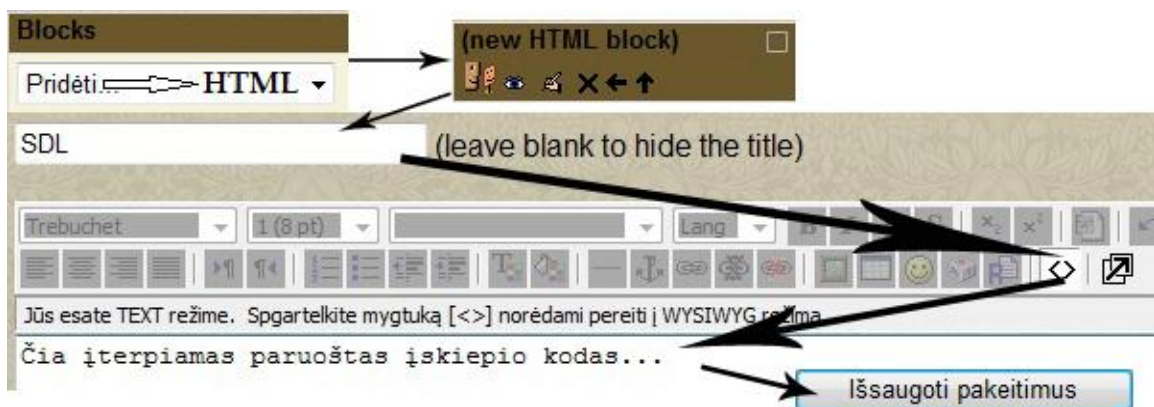 Blocks
Pridėti... HTML
(new HTML block)
SDL
(leave blank to hide the title)
Trebuchet
1 (8 pt)
Lang
Jūs esate TEXT režime. Spgartelkite mygtuką [<>] norėdami pereiti į WYSIWYG režimą
Čia įterpiamas paruoštas įskiepio kodas...
Išsaugoti pakeitimus